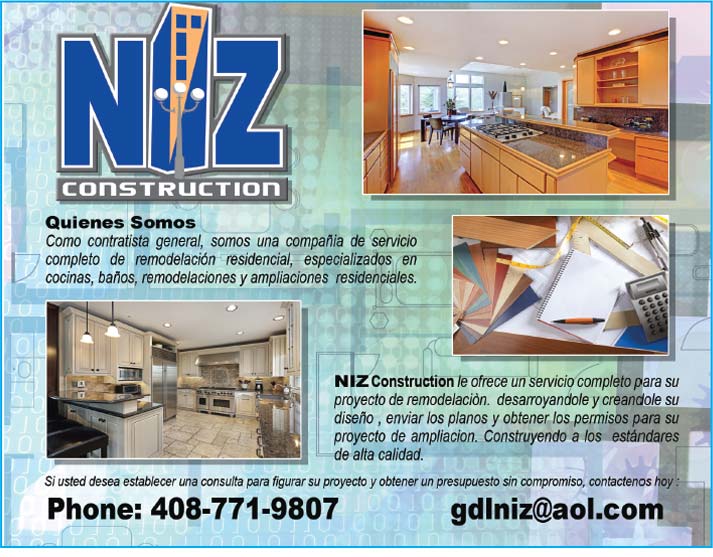 NIZ
CONSTRUCTION
Quienes Somos
Como contratista general, somos una compañia de servicio
completo de remodelación residencial, especializados en
cocinas, baños, remodelaciones y ampliaciones residenciales.
NIZ Construction le ofrece un servicio completo para su
proyecto de remodelación. desarroyandole y creandole su
diseño , enviar los planos y obtener los permisos para su
proyecto de ampliacion. Construyendo a los estándares
de alta calidad.
Si usted desea establecer una consulta para figurar su proyecto y obtener un presupuesto sin compromiso, contactenos hoy :
Phone: 408-771-9807 gdlniz@aol.com